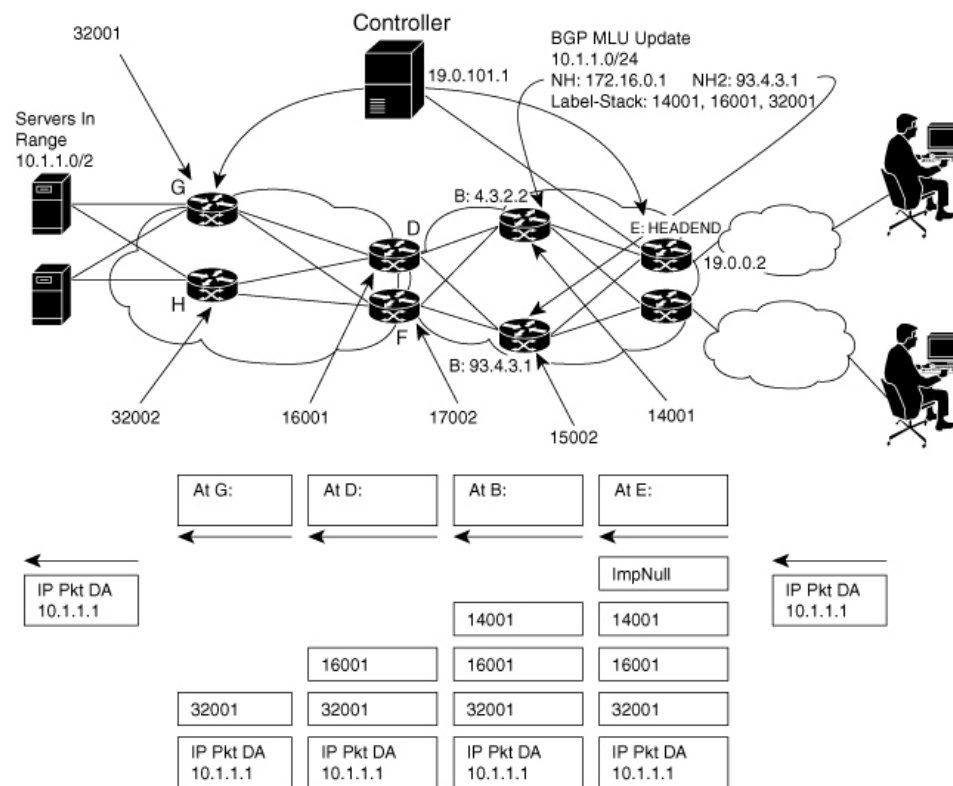 Controller
32001
19.0.101.1
BGP MLU Update
10.1.1.0/24
NH: 172.16.0.1 NH2: 93.4.3.1
Label-Stack: 14001, 16001, 32001
Servers In
Range
10.1.1.0/2
G
B: 4.3.2.2
D
E: HEADEND
19.0.0.2
H
F
B: 93.4.3.1
32002
16001
17002
15002
14001
At G:
At D:
At B:
At E:
ImpNull
14001
14001
16001
16001
16001
32001
32001
32001
32001
IP Pkt DA
10.1.1.1
IP Pkt DA
10.1.1.1
IP Pkt DA
10.1.1.1
IP Pkt DA
10.1.1.1
IP Pkt DA
10.1.1.1
IP Pkt DA
10.1.1.1